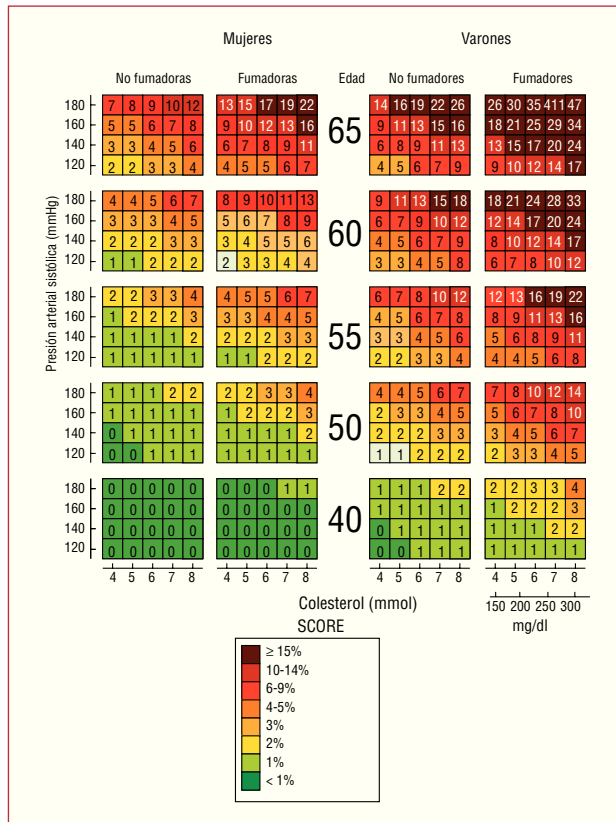 Mujeres Varones
No fumadoras Fumadoras Edad No fumadores Fumadores
Presión arterial sistólica (mmHg)
180 7 8 9 10 12 13 15 17 19 22 14 16 19 22 26 26 30 35 411 47
160 5 5 6 7 8 9 10 12 13 16 65 9 11 13 15 16 18 21 25 29 34
140 3 3 4 5 6 6 7 8 9 11 6 8 9 11 13 13 15 17 20 24
120 2 2 3 3 4 4 5 5 6 7 4 5 6 7 9 9 10 12 14 17
180 4 4 5 6 7 8 9 10 11 13 9 11 13 15 18 18 21 24 28 33
160 3 3 3 4 5 5 6 7 8 9 60 6 7 9 10 12 12 14 17 20 24
140 2 2 2 3 3 3 4 5 5 6 4 5 6 7 9 8 10 12 14 17
120 1 1 2 2 2 2 3 3 4 4 3 3 4 5 8 6 7 8 10 12
180 2 2 3 3 4 4 5 5 6 7 6 7 8 10 12 12 13 16 19 22
160 1 2 2 2 3 3 3 4 4 5 55 4 5 6 7 8 8 9 11 13 16
140 1 1 1 1 2 2 2 2 3 3 3 3 4 5 6 5 6 8 9 11
120 1 1 1 1 1 1 1 2 2 2 2 2 3 3 4 4 4 5 6 8
180 1 1 1 2 2 2 2 3 3 4 4 4 5 6 7 7 8 10 12 14
160 1 1 1 1 1 1 2 2 2 3 50 2 3 3 4 5 5 6 7 8 10
140 0 1 1 1 1 1 1 1 1 2 2 2 2 3 3 3 4 5 6 7
120 0 0 1 1 1 1 1 1 1 1 1 1 2 2 2 2 3 3 4 5
180 0 0 0 0 0 0 0 0 1 1 1 1 1 2 2 2 2 3 3 4
160 0 0 0 0 0 0 0 0 0 0 40 1 1 1 1 1 1 2 2 2 3
140 0 0 0 0 0 0 0 0 0 0 0 1 1 1 1 1 1 1 2 2
120 0 0 0 0 0 0 0 0 0 0 0 0 1 1 1 1 1 1 1 1
4 5 6 7 8 4 5 6 7 8 4 5 6 7 8 4 5 6 7 8
Colesterol (mmol) 150 200 250 300
SCORE mg/dl
≥ 15%
10-14%
6-9%
4-5%
3%
2%
1%
< 1%